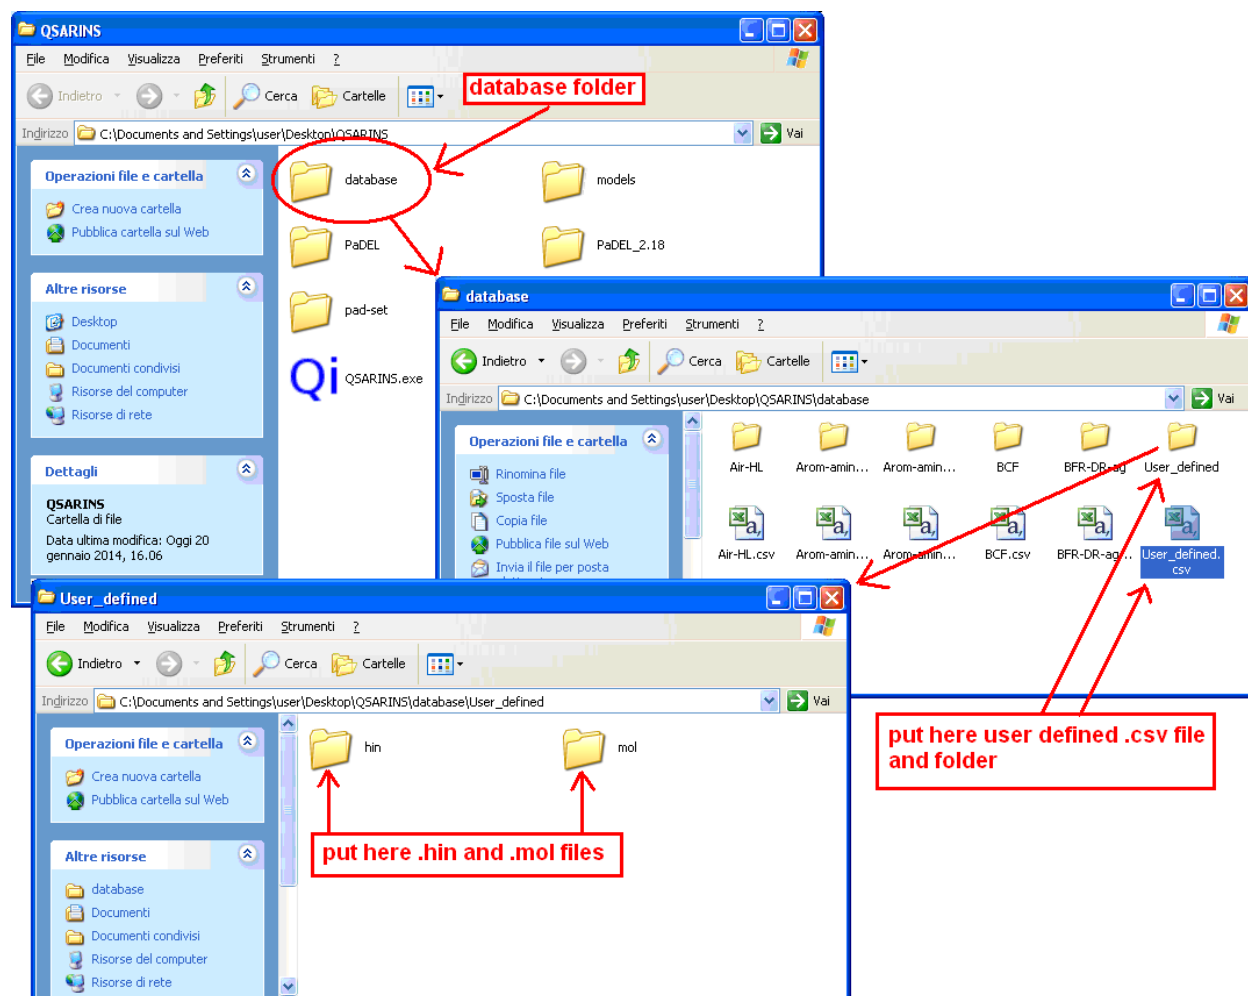 QSARINS
File Modifica Visualizza Preferiti Strumenti ?
Indietro Cerca Cartelle
database folder
Indirizzo C:\Documents and Settings\user\Desktop\QSARINS Vai
Operazioni file e cartella
Crea nuova cartella
Pubblica cartella sul Web
Altre risorse
Desktop
Documenti
Documenti condivisi
Risorse del computer
Risorse di rete
Dettagli
QSARINS
Cartella di file
Data ultima modifica: Oggi 20
gennaio 2014, 16.06
database models
PaDEL PaDEL_2.18
pad-set
Qi QSARINS.exe
database
File Modifica Visualizza Preferiti Strumenti ?
Indietro Cerca Cartelle
Indirizzo C:\Documents and Settings\user\Desktop\QSARINS\database Vai
Operazioni file e cartella
Rinomina file
Sposta file
Copia file
Pubblica file sul Web
Invia il file per posta
Air-HL Arom-amin... Arom-amin... BCF BFR-DR-ag User_defined
Air-HL.csv Arom-amin... Arom-amin... BCF.csv BFR-DR-ag... User_defined.
csv
put here user defined .csv file
and folder
User_defined
File Modifica Visualizza Preferiti Strumenti ?
Indietro Cerca Cartelle
Indirizzo C:\Documents and Settings\user\Desktop\QSARINS\database\User_defined Vai
Operazioni file e cartella
Crea nuova cartella
Pubblica cartella sul Web
Altre risorse
database
Documenti
Documenti condivisi
Risorse del computer
Risorse di rete
hin mol
put here .hin and .mol files